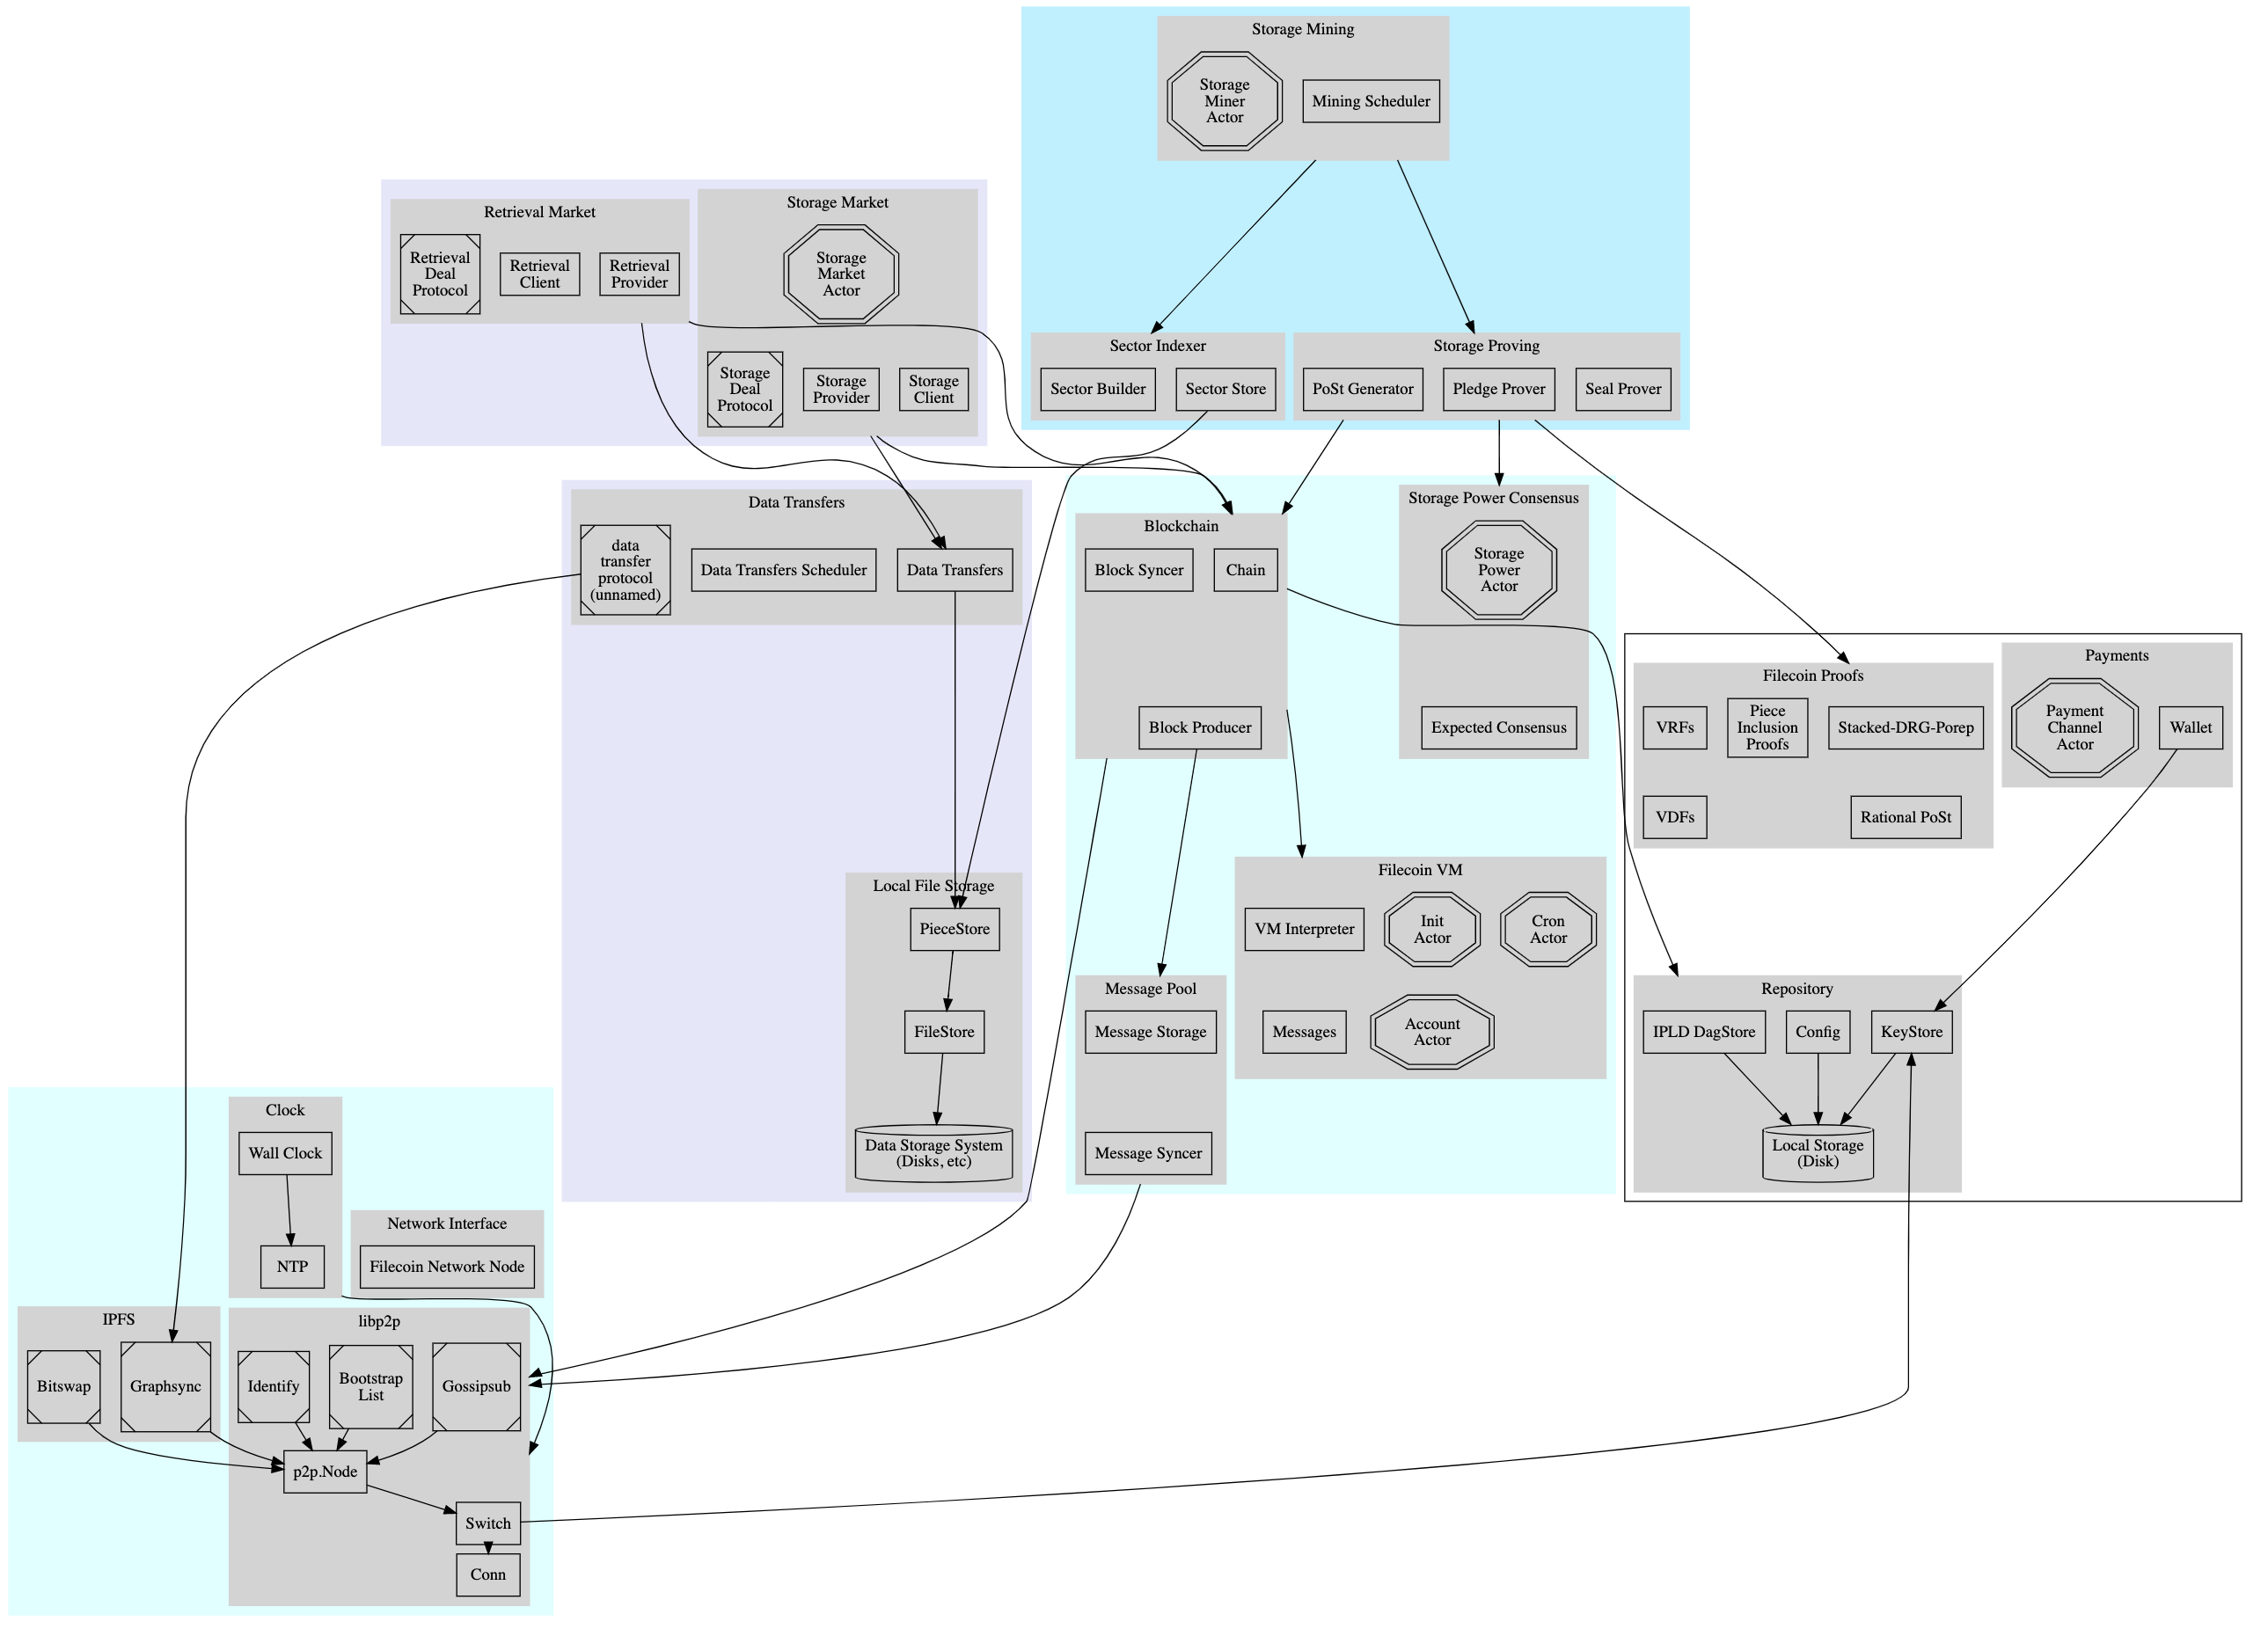 Storage Mining
Storage
Miner
Actor
Mining Scheduler
Retrieval Market
Retrieval
Deal
Protocol
Retrieval
Client
Retrieval
Provider
Storage Market
Storage
Market
Actor
Storage
Deal
Protocol
Storage
Provider
Storage
Client
Sector Indexer
Sector Builder
Sector Store
Storage Proving
PoSt Generator
Pledge Prover
Seal Prover
Data Transfers
data
transfer
protocol
(unnamed)
Data Transfers Scheduler
Data Transfers
Blockchain
Block Syncer
Chain
Block Producer
Storage Power Consensus
Storage
Power
Actor
Expected Consensus
Filecoin Proofs
VRFs
Piece
Inclusion
Proofs
Stacked-DRG-Porep
VDFs
Rational PoSt
Payments
Payment
Channel
Actor
Wallet
Local File Storage
PieceStore
FileStore
Data Storage System
(Disks, etc)
Filecoin VM
VM Interpreter
Init
Actor
Cron
Actor
Messages
Account
Actor
Message Pool
Message Storage
Message Syncer
Repository
IPLD DagStore
Config
KeyStore
Local Storage
(Disk)
Clock
Wall Clock
NTP
Network Interface
Filecoin Network Node
IPFS
Bitswap
Graphsync
libp2p
Identify
Bootstrap
List
Gossipsub
p2p.Node
Switch
Conn